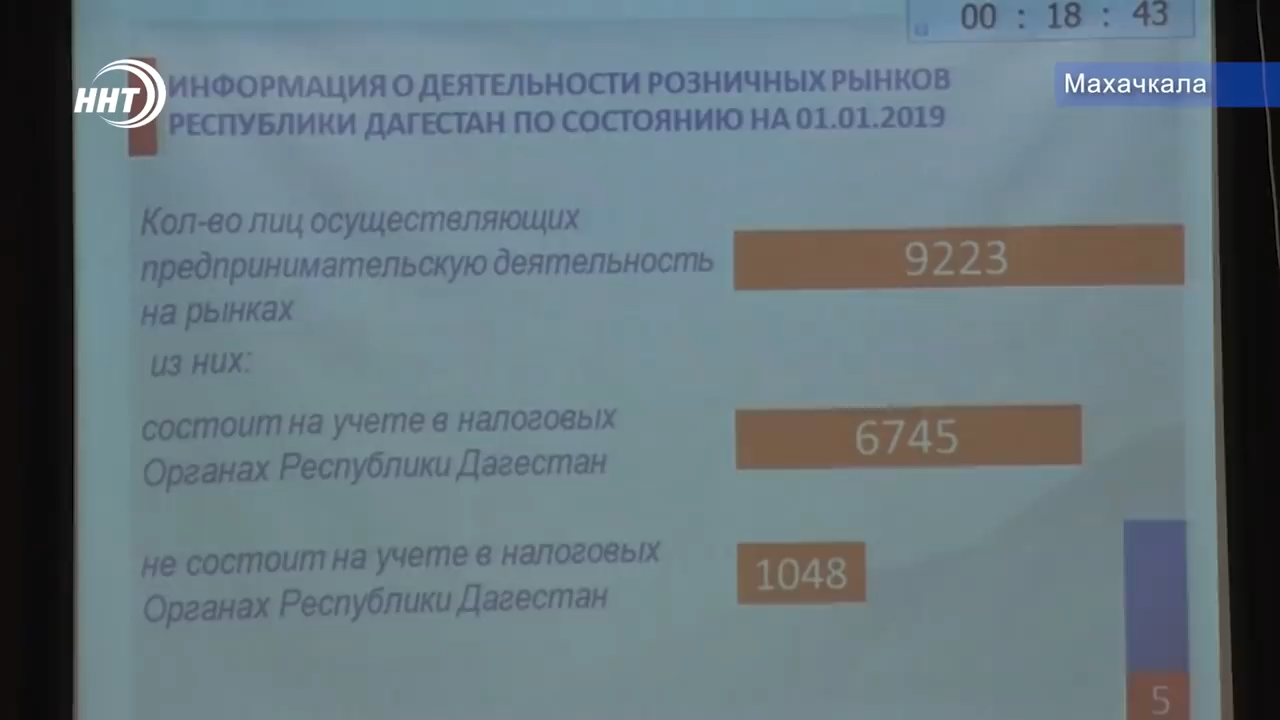 00 : 18 : 43
ННТ
Махачкала
ИНФОРМАЦИЯ О ДЕЯТЕЛЬНОСТИ РОЗНИЧНЫХ РЫНКОВ
РЕСПУБЛИКИ ДАГЕСТАН ПО СОСТОЯНИЮ НА 01.01.2019
Кол-во лиц осуществляющих
предпринимательскую деятельность
на рынках
9223
из них:
состоит на учете в налоговых
Органах Республики Дагестан
6745
не состоит на учете в налоговых
Органах Республики Дагестан
1048
5